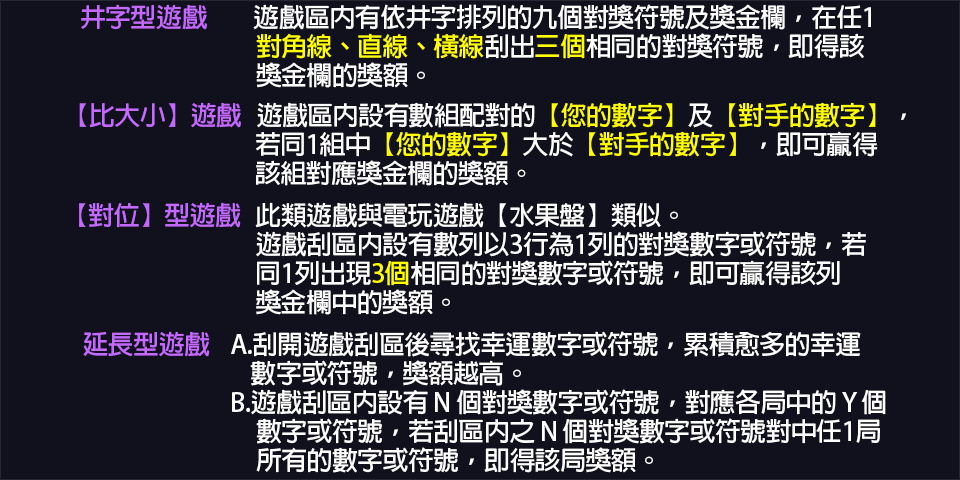 井字型遊戲 遊戲區內有依井字排列的九個對獎符號及獎金欄，在任1
對角線、直線、橫線刮出三個相同的對獎符號，即得該
獎金欄的獎額。
【比大小】遊戲 遊戲區內設有數組配對的【您的數字】及【對手的數字】，
若同1組中【您的數字】大於【對手的數字】，即可贏得
該組對應獎金欄的獎額。
【對位】型遊戲 此類遊戲與電玩遊戲【水果盤】類似。
遊戲刮區內設有數列以3行為1列的對獎數字或符號，若
同1列出現3個相同的對獎數字或符號，即可贏得該列
獎金欄中的獎額。
延長型遊戲 A.刮開遊戲刮區後尋找幸運數字或符號，累積愈多的幸運
數字或符號，獎額越高。
B.遊戲刮區內設有 N 個對獎數字或符號，對應各局中的 Y 個
數字或符號，若刮區內之 N 個對獎數字或符號對中任1局
所有的數字或符號，即得該局獎額。